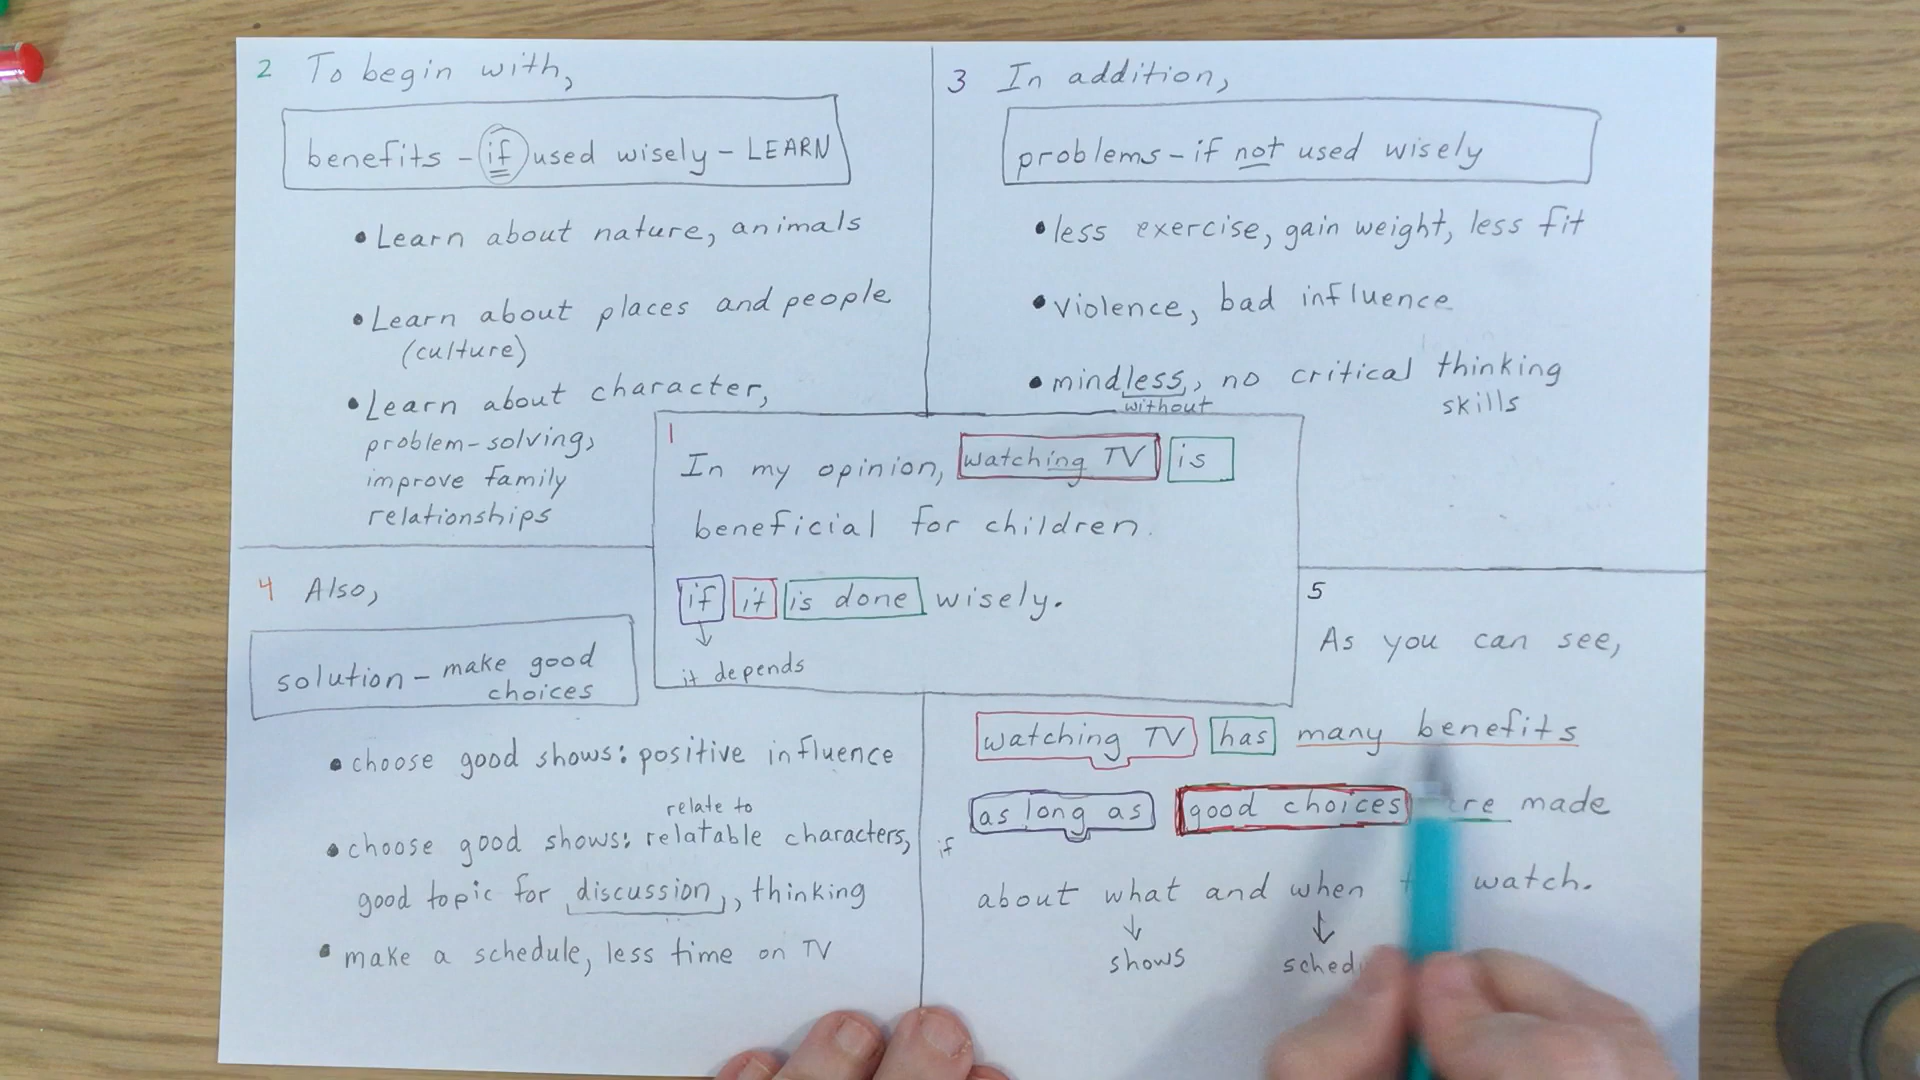 2 To begin with,
benefits - if used wisely - LEARN
• Learn about nature, animals
• Learn about places and people
(culture)
• Learn about character,
problem-solving,
improve family
relationships
3 In addition,
problems - if not used wisely
• less exercise, gain weight, less fit
• violence, bad influence
• mindless, no critical thinking
without
skills
1
In my opinion, watching TV is
beneficial for children.
if it is done wisely.
it depends
4 Also,
solution - make good
choices
• choose good shows: positive influence
relate to
• choose good shows: relatable characters,
good topic for discussion, thinking
• make a schedule, less time on TV
5
As you can see,
watching TV has many benefits
as long as good choices made
if
about what and when watch.
shows